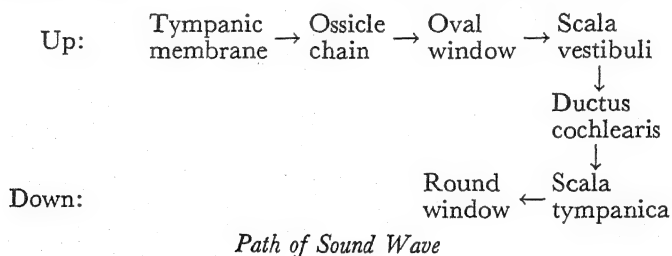 Up: Tympanic membrane → Ossicle chain → Oval window → Scala vestibuli
↓
Ductus cochlearis
↓
Down: Round window ← Scala tympanica
Path of Sound Wave